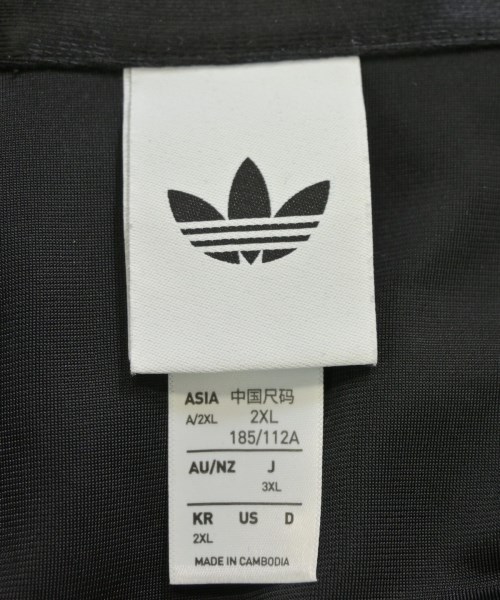 ASIA 中国尺码
A/2XL 2XL
185/112A
AU/NZ J
3XL
KR US D
2XL
MADE IN CAMBODIA